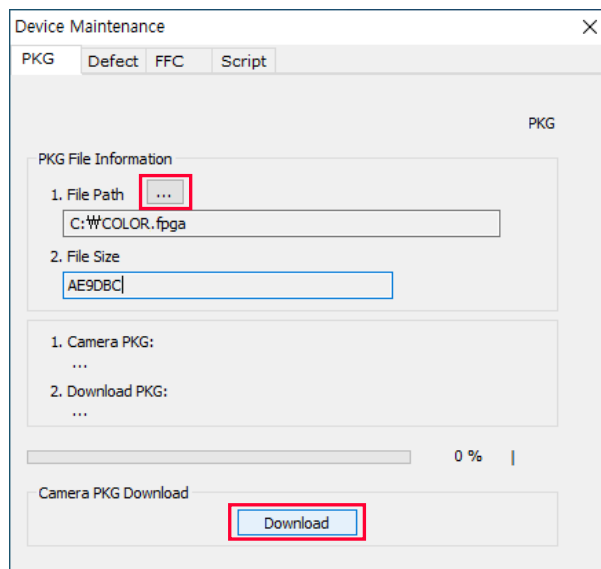 Device Maintenance
PKG Defect FFC Script
PKG
PKG File Information
1. File Path ...
C:₩COLOR.fpga
2. File Size
AE9DBC
1. Camera PKG:
...
2. Download PKG:
...
0 %
Camera PKG Download
Download